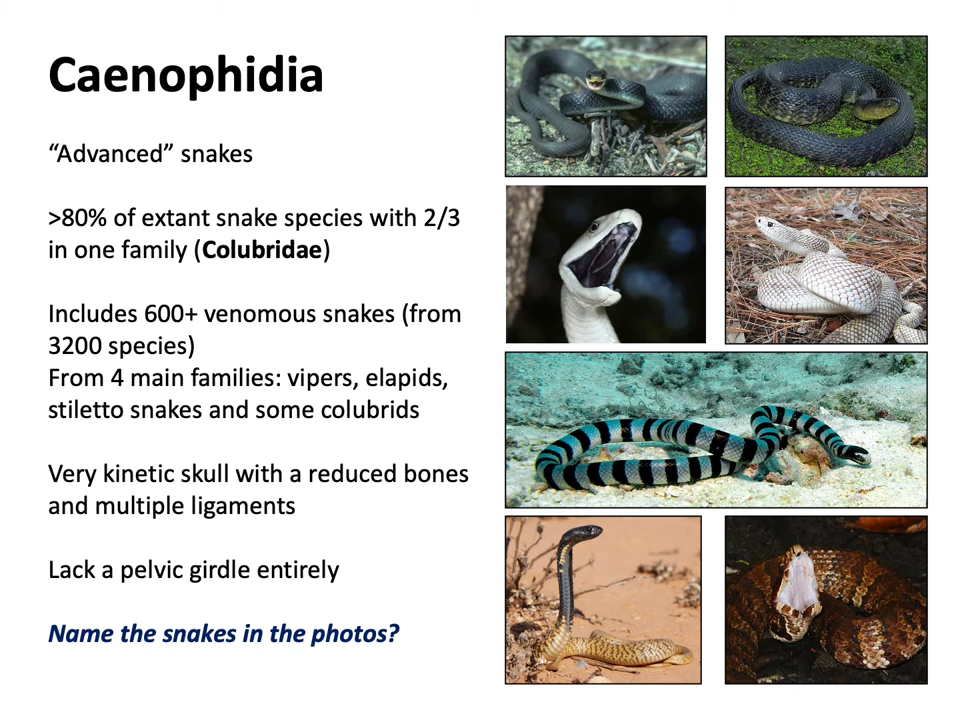 Caenophidia
“Advanced” snakes
>80% of extant snake species with 2/3
in one family (Colubridae)
Includes 600+ venomous snakes (from
3200 species)
From 4 main families: vipers, elapids,
stiletto snakes and some colubrids
Very kinetic skull with a reduced bones
and multiple ligaments
Lack a pelvic girdle entirely
Name the snakes in the photos?